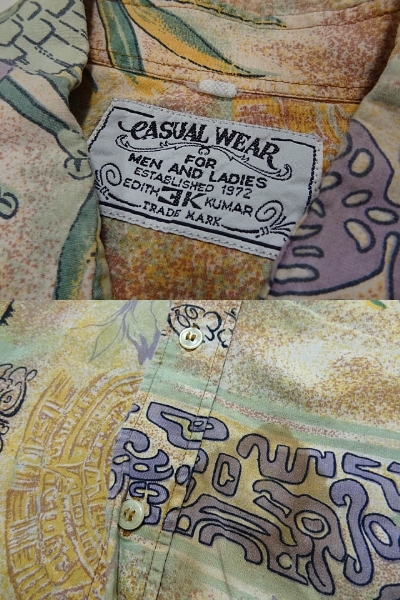 CASUAL WEAR
FOR
MEN AND LADIES
ESTABLISHED 1972
EDITH EK KUMAR
TRADE MARK